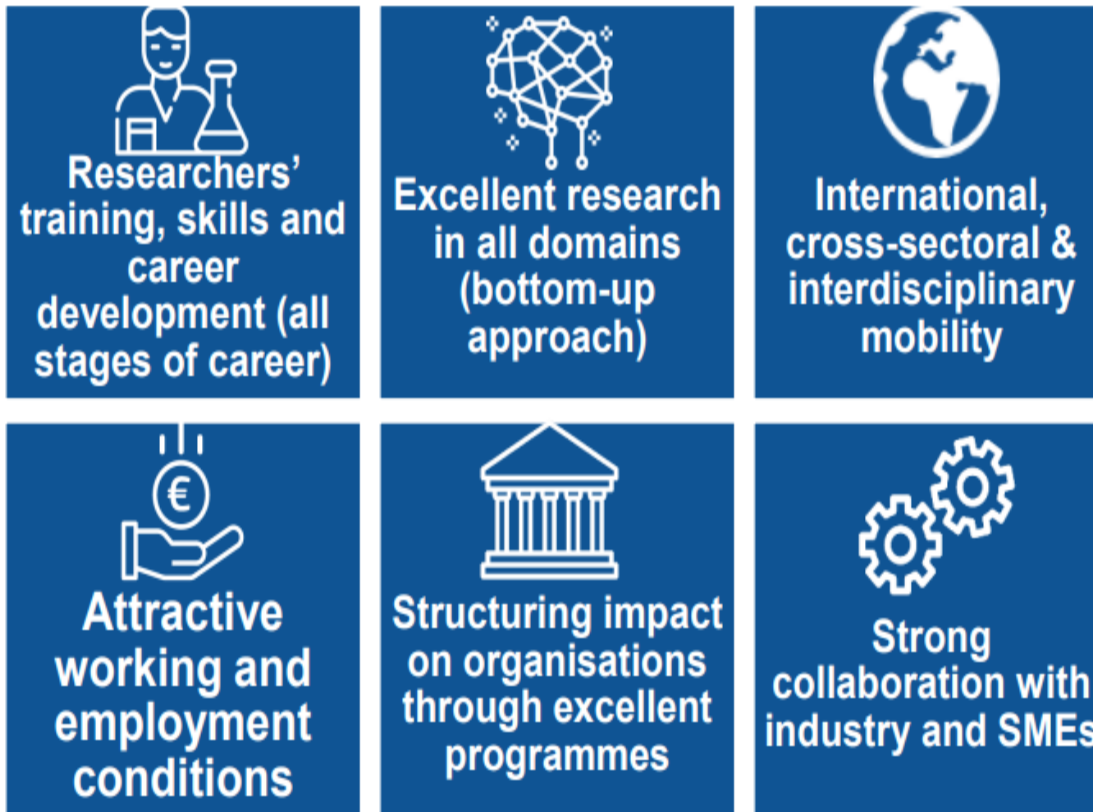 Researchers’
training, skills and
career
development (all
stages of career)
Excellent research
in all domains
(bottom-up
approach)
International,
cross-sectoral &
interdisciplinary
mobility
€
Attractive
working and
employment
conditions
Structuring impact
on organisations
through excellent
programmes
Strong
collaboration with
industry and SMEs